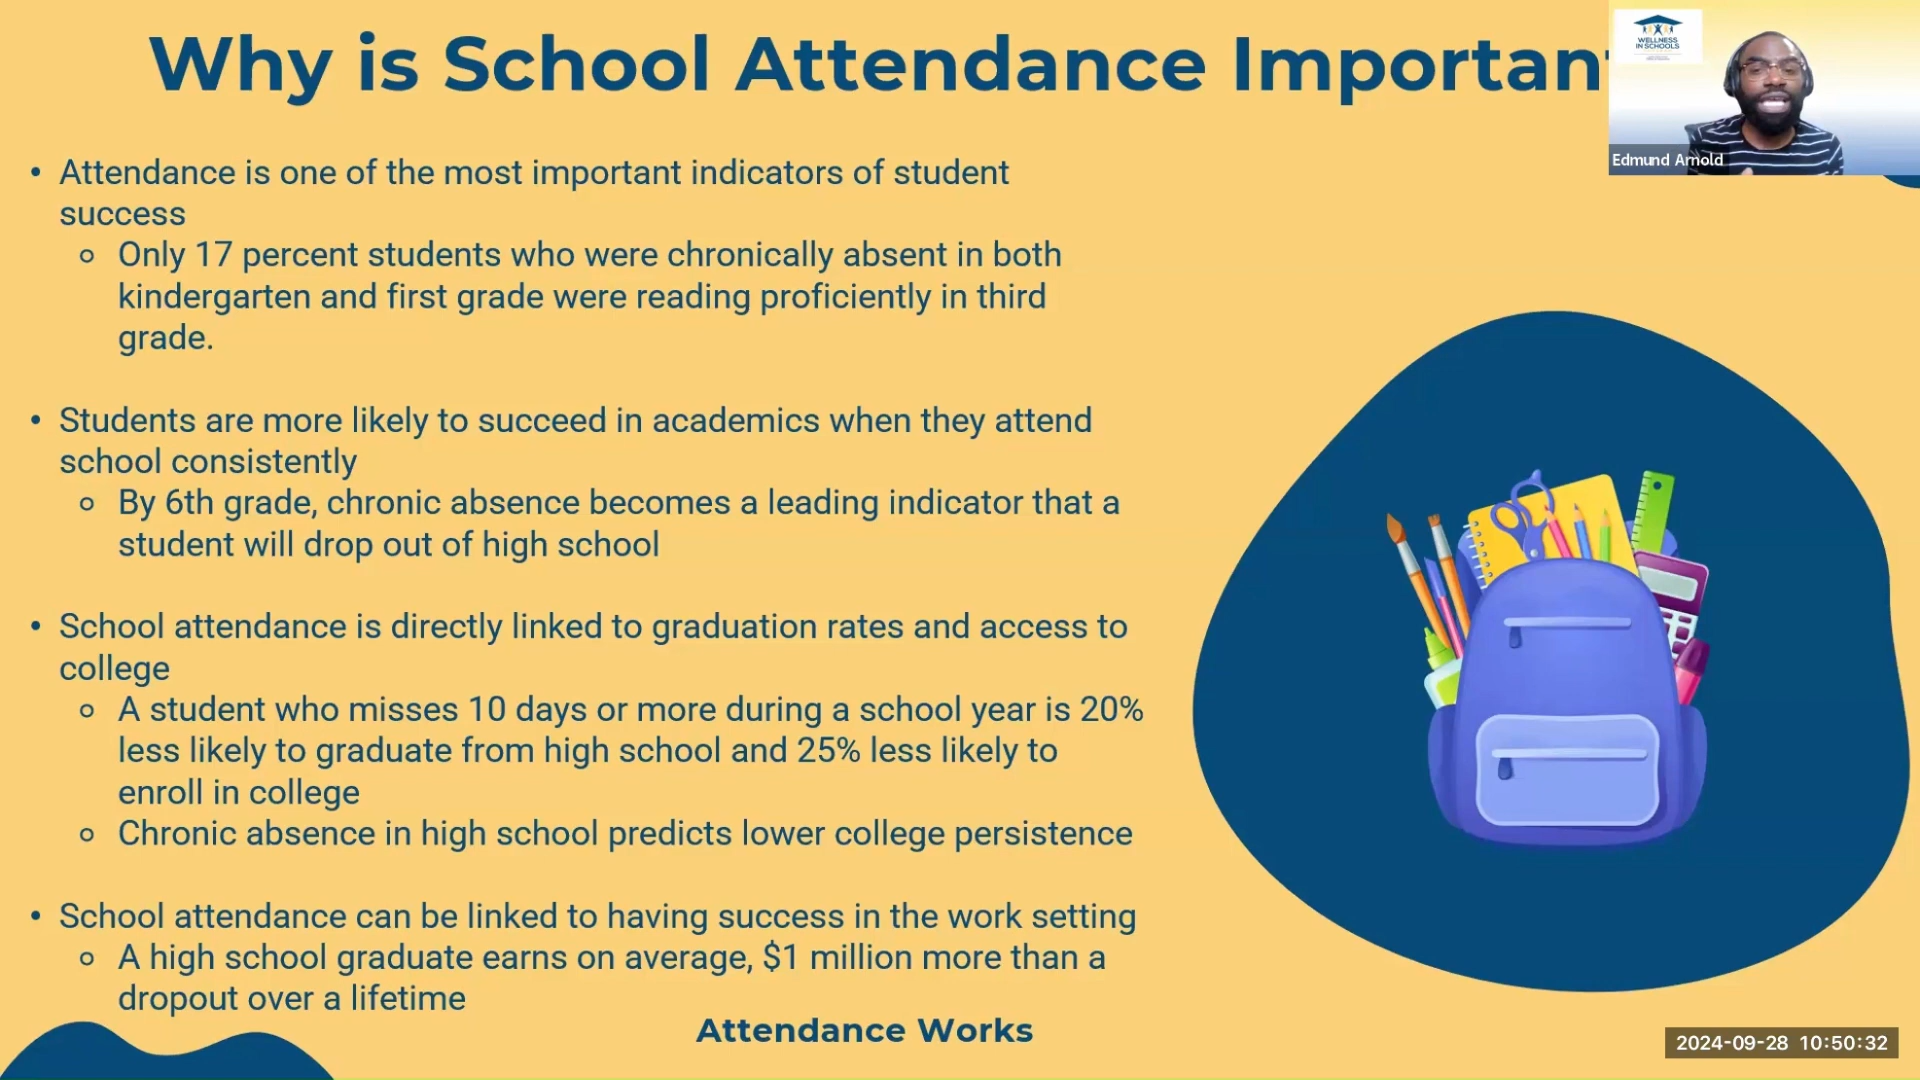 Why is School Attendance Important
WELLNESS
IN SCHOOLS
Edmund Arnold
• Attendance is one of the most important indicators of student
success
○ Only 17 percent students who were chronically absent in both
kindergarten and first grade were reading proficiently in third
grade.
• Students are more likely to succeed in academics when they attend
school consistently
○ By 6th grade, chronic absence becomes a leading indicator that a
student will drop out of high school
• School attendance is directly linked to graduation rates and access to
college
○ A student who misses 10 days or more during a school year is 20%
less likely to graduate from high school and 25% less likely to
enroll in college
○ Chronic absence in high school predicts lower college persistence
• School attendance can be linked to having success in the work setting
○ A high school graduate earns on average, $1 million more than a
dropout over a lifetime
Attendance Works
2024-09-28 10:50:32